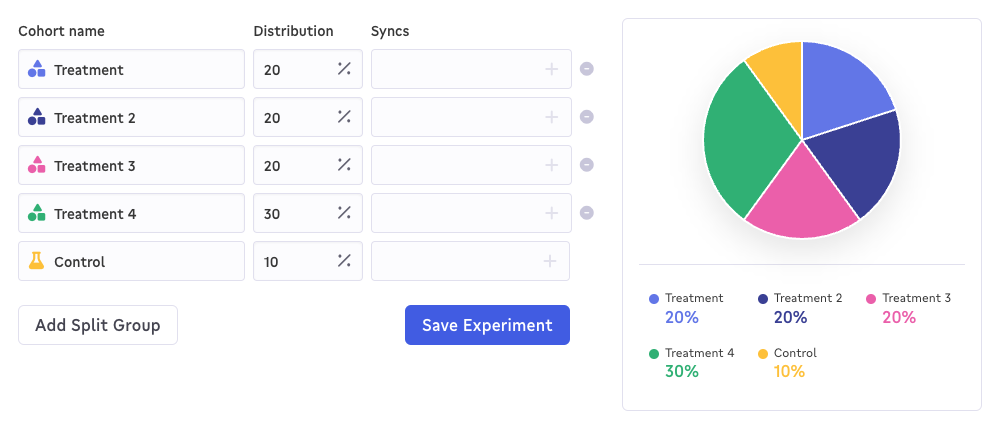 Cohort name Distribution Syncs
Treatment 20 %
Treatment 2 20 %
Treatment 3 20 %
Treatment 4 30 %
Control 10 %
Add Split Group Save Experiment
Treatment Treatment 2 Treatment 3
20% 20% 20%
Treatment 4 Control
30% 10%